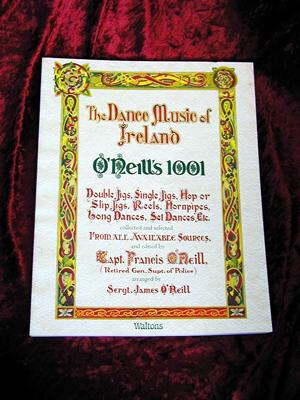 The Dance Music of
Ireland
O'Neill's 1001
Double Jigs, Single Jigs, Hop or
Slip Jigs, Reels, Hornpipes,
Long Dances, Set Dances, Etc.
collected and selected
From all Available Sources,
and edited by
Capt. Francis O'Neill,
(Retired Gen. Supt. of Police)
arranged by
Sergt. James O'Neill
Waltons